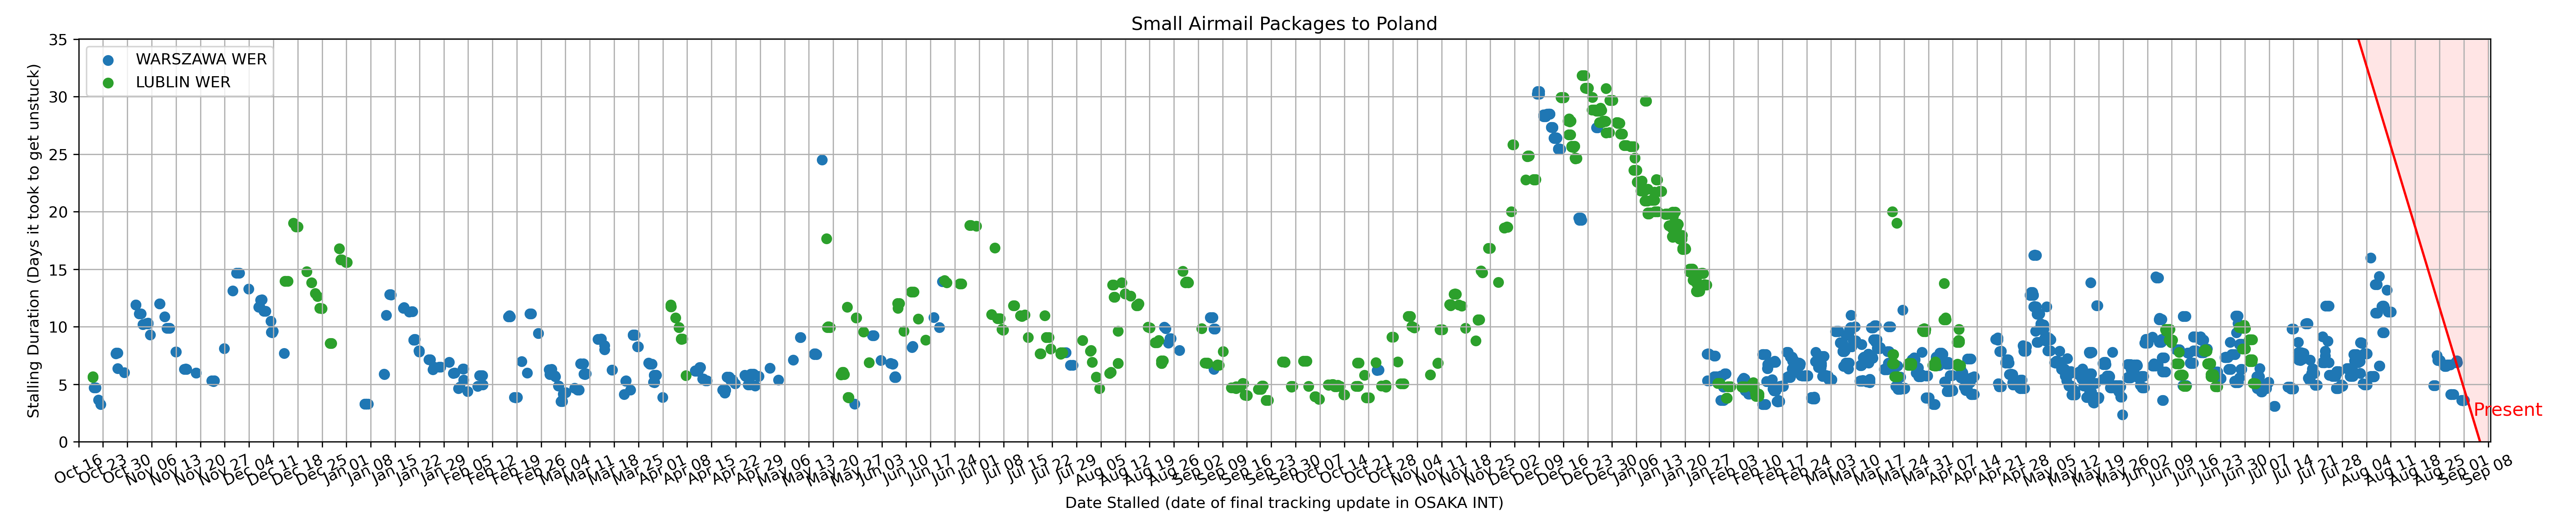 Small Airmail Packages to Poland
WARSZAWA WER
LUBLIN WER
Stalling Duration (Days it took to get unstuck)
35
30
25
20
15
10
5
0
Present
Oct 16
Oct 23
Oct 30
Nov 06
Nov 13
Nov 20
Nov 27
Dec 04
Dec 11
Dec 18
Dec 25
Jan 01
Jan 08
Jan 15
Jan 22
Jan 29
Feb 05
Feb 12
Feb 19
Feb 26
Mar 04
Mar 11
Mar 18
Mar 25
Apr 01
Apr 08
Apr 15
Apr 22
Apr 29
May 06
May 13
May 20
May 27
Jun 03
Jun 10
Jun 17
Jun 24
Jul 01
Jul 08
Jul 15
Jul 22
Jul 29
Aug 05
Aug 12
Aug 19
Aug 26
Sep 02
Sep 09
Sep 16
Sep 23
Sep 30
Oct 07
Oct 14
Oct 21
Oct 28
Nov 04
Nov 11
Nov 18
Nov 25
Dec 02
Dec 09
Dec 16
Dec 23
Dec 30
Jan 06
Jan 13
Jan 20
Jan 27
Feb 03
Feb 10
Feb 17
Feb 24
Mar 03
Mar 10
Mar 17
Mar 24
Mar 31
Apr 07
Apr 14
Apr 21
Apr 28
May 05
May 12
May 19
May 26
Jun 02
Jun 09
Jun 16
Jun 23
Jun 30
Jul 07
Jul 14
Jul 21
Jul 28
Aug 04
Aug 11
Aug 18
Aug 25
Sep 01
Sep 08
Date Stalled (date of final tracking update in OSAKA INT)